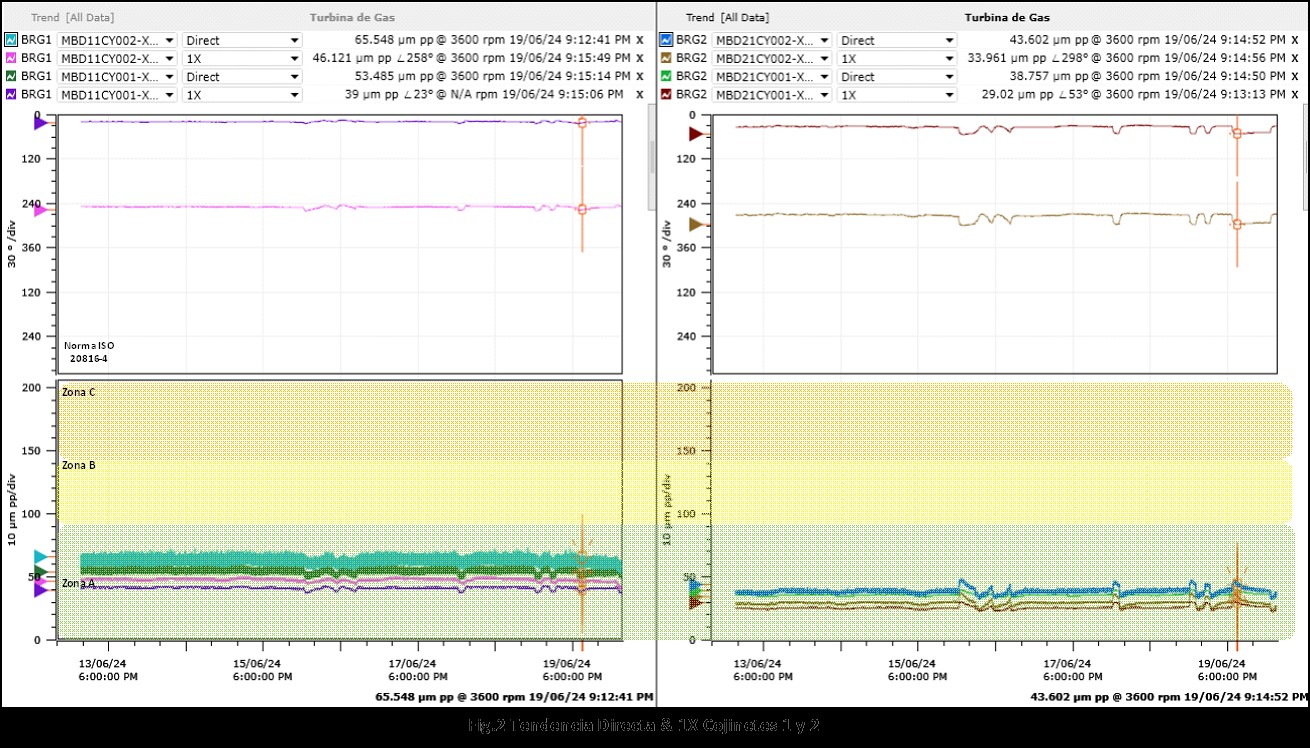 Trend [All Data] Turbina de Gas
BRG1 MBD11CY002-X... Direct 65.548 µm pp @ 3600 rpm 19/06/24 9:12:41 PM X
BRG1 MBD11CY002-X... 1X 46.121 µm pp ∠258° @ 3600 rpm 19/06/24 9:15:49 PM X
BRG1 MBD11CY001-X... Direct 53.485 µm pp @ 3600 rpm 19/06/24 9:15:14 PM X
BRG1 MBD11CY001-X... 1X 39 µm pp ∠23° @ N/A rpm 19/06/24 9:15:06 PM X
0
120
240
360
120
240
30 ° /div
Norma ISO
20816-4
200
150
100
50
0
10 µm pp/div
Zona C
Zona B
Zona A
13/06/24 15/06/24 17/06/24 19/06/24
6:00:00 PM 6:00:00 PM 6:00:00 PM 6:00:00 PM
65.548 µm pp @ 3600 rpm 19/06/24 9:12:41 PM
Trend [All Data] Turbina de Gas
BRG2 MBD21CY002-X... Direct 43.602 µm pp @ 3600 rpm 19/06/24 9:14:52 PM X
BRG2 MBD21CY002-X... 1X 33.961 µm pp ∠298° @ 3600 rpm 19/06/24 9:14:56 PM X
BRG2 MBD21CY001-X... Direct 38.757 µm pp @ 3600 rpm 19/06/24 9:14:50 PM X
BRG2 MBD21CY001-X... 1X 29.02 µm pp ∠53° @ 3600 rpm 19/06/24 9:13:13 PM X
0
120
240
360
120
240
30 ° /div
200
150
100
50
0
10 µm pp/div
13/06/24 15/06/24 17/06/24 19/06/24
6:00:00 PM 6:00:00 PM 6:00:00 PM 6:00:00 PM
43.602 µm pp @ 3600 rpm 19/06/24 9:14:52 PM
Fig.2 Tendencia Directa & 1X Cojinetes 1 y 2